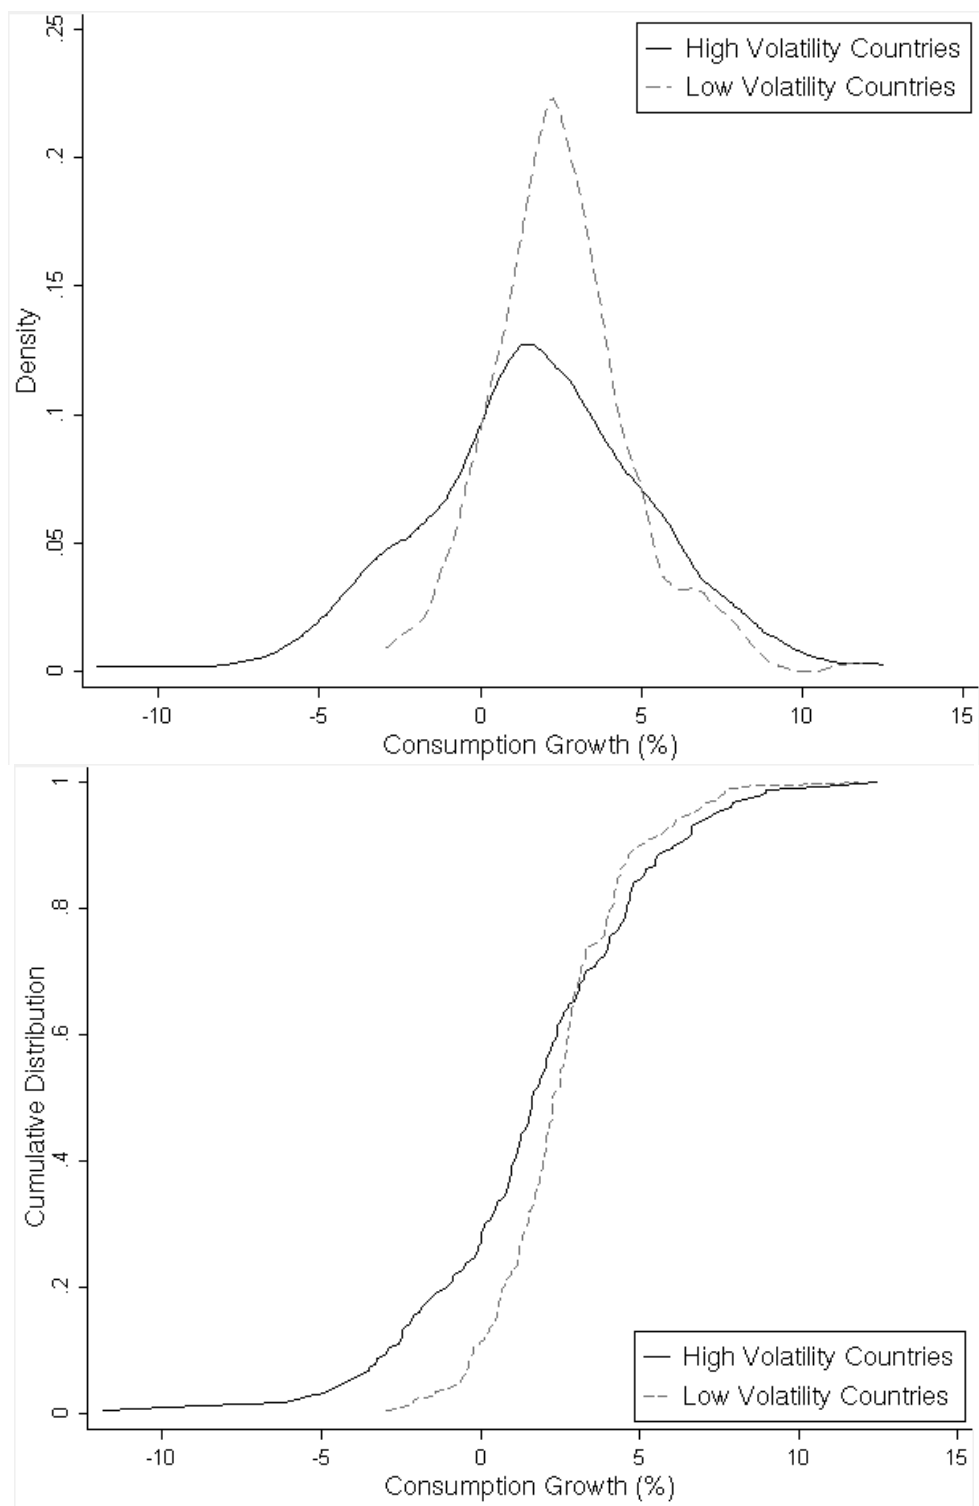 .25
.2
.15
.1
.05
0
Density
High Volatility Countries
Low Volatility Countries
-10 -5 0 5 10 15
Consumption Growth (%)
1
.8
.6
.4
.2
0
Cumulative Distribution
High Volatility Countries
Low Volatility Countries
-10 -5 0 5 10 15
Consumption Growth (%)